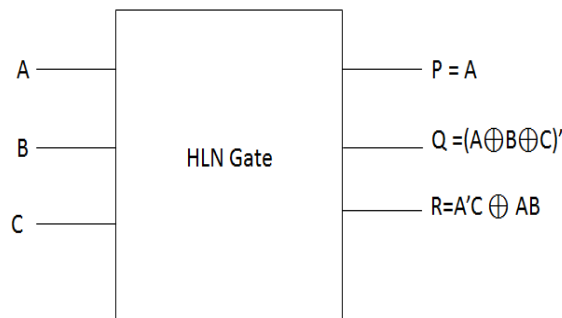 A
P = A
B
HLN Gate
Q =(A⊕B⊕C)’
C
R=A’C ⊕ AB